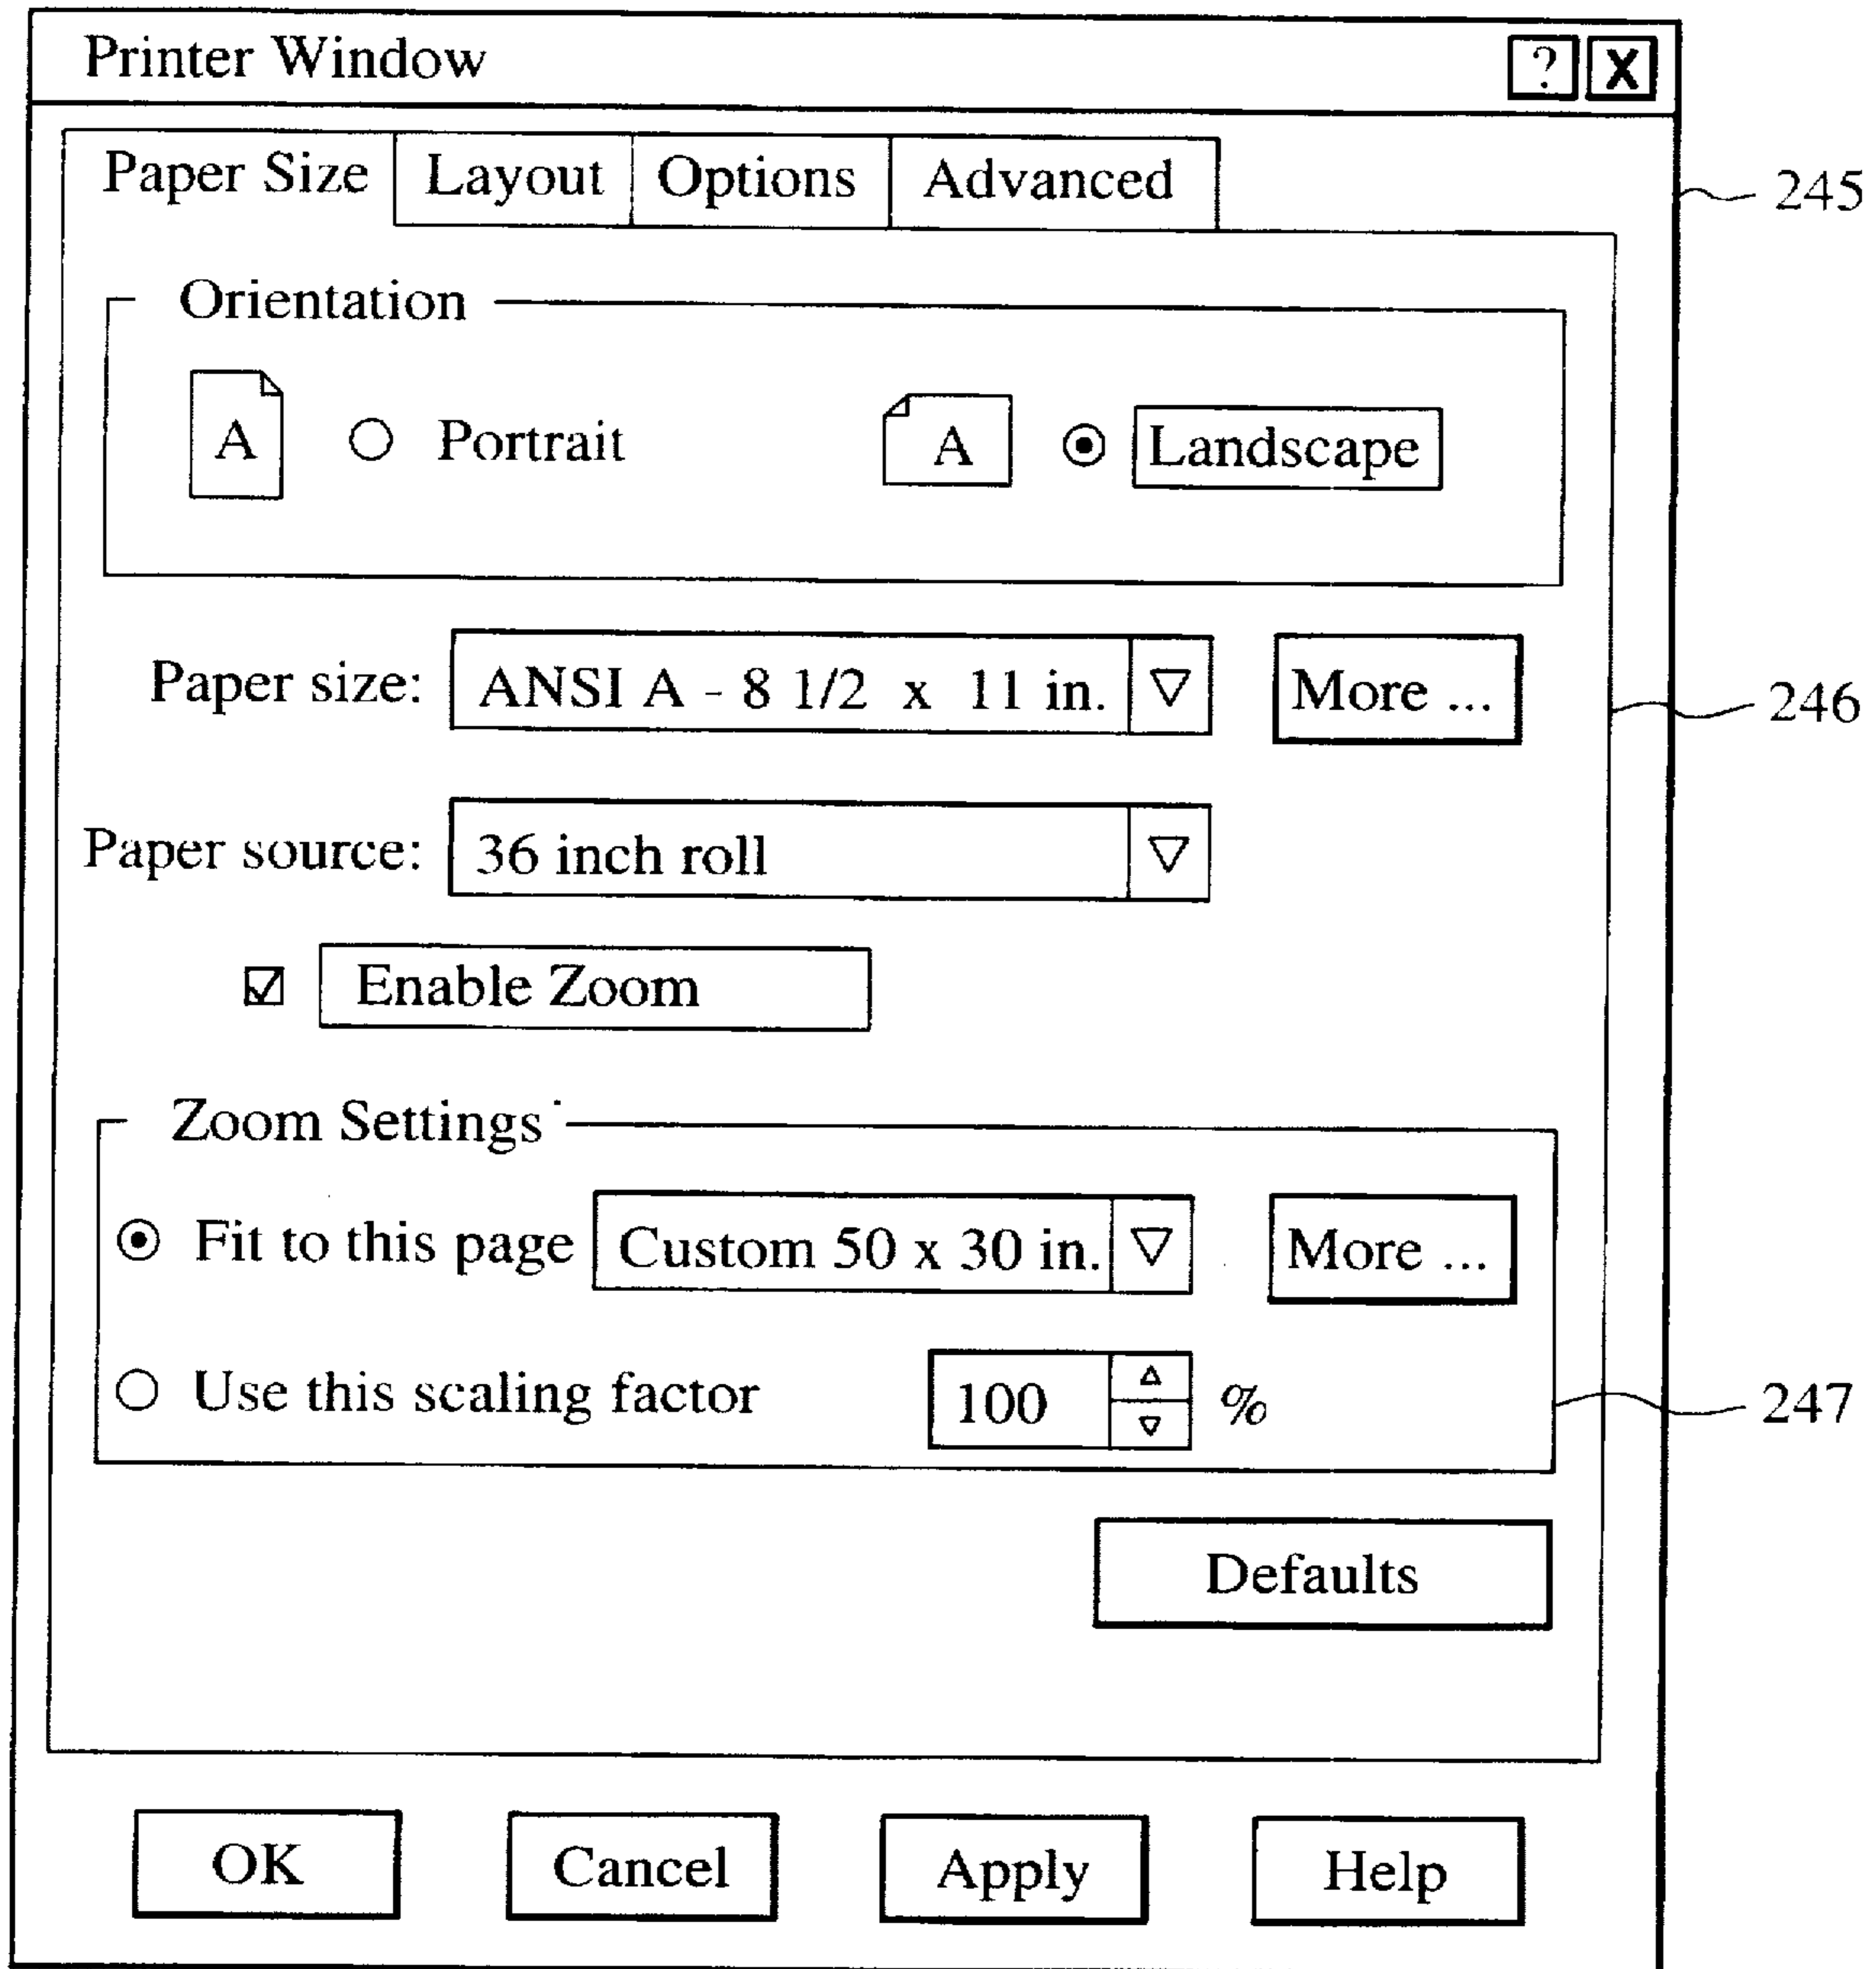 Printer Window ? X
Paper Size Layout Options Advanced
245
Orientation
A Portrait A Landscape
Paper size: ANSI A - 8 1/2 x 11 in. More ...
246
Paper source: 36 inch roll
Enable Zoom
Zoom Settings
Fit to this page Custom 50 x 30 in. More ...
Use this scaling factor 100 %
247
Defaults
OK Cancel Apply Help